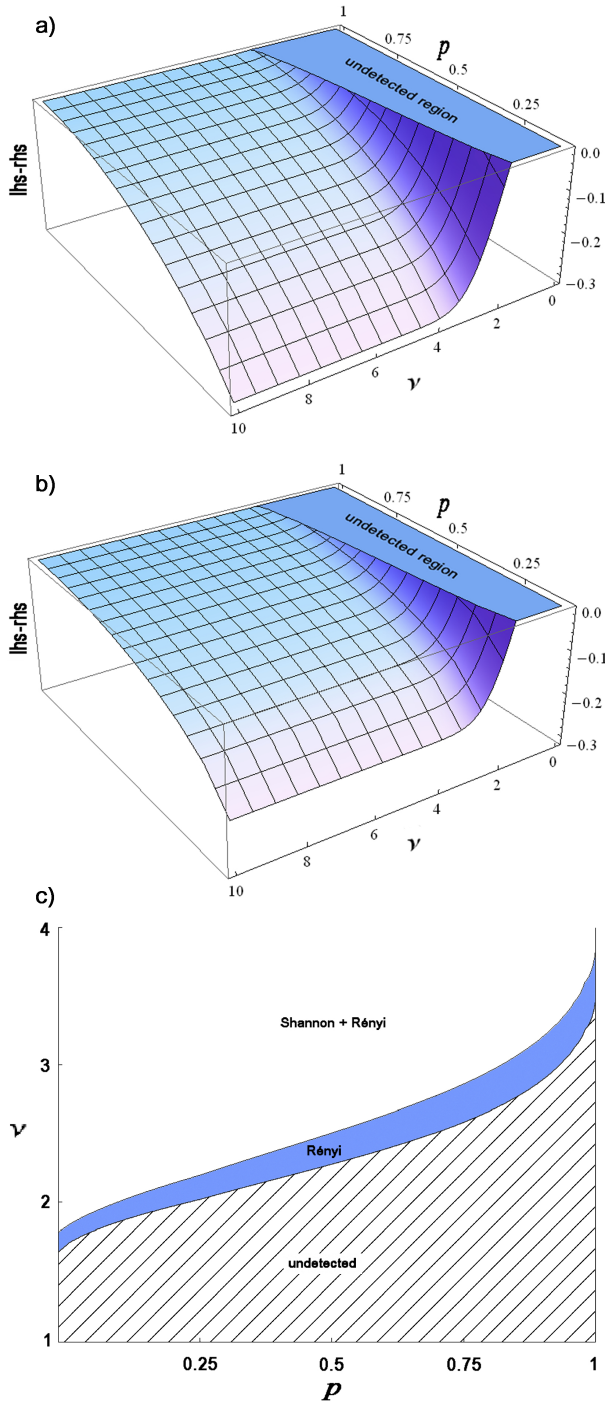 a)
1
0.75
p
0.5
undetected region
0.25
0.0
−0.1
−0.2
−0.3
lhs-rhs
0
2
4
6
ν
8
10
b)
1
0.75
p
0.5
undetected region
0.25
0.0
−0.1
−0.2
−0.3
lhs-rhs
0
2
4
6
ν
8
10
c)
4
Shannon + Rényi
3
ν
Rényi
2
undetected
1
0.25
0.5
0.75
1
p